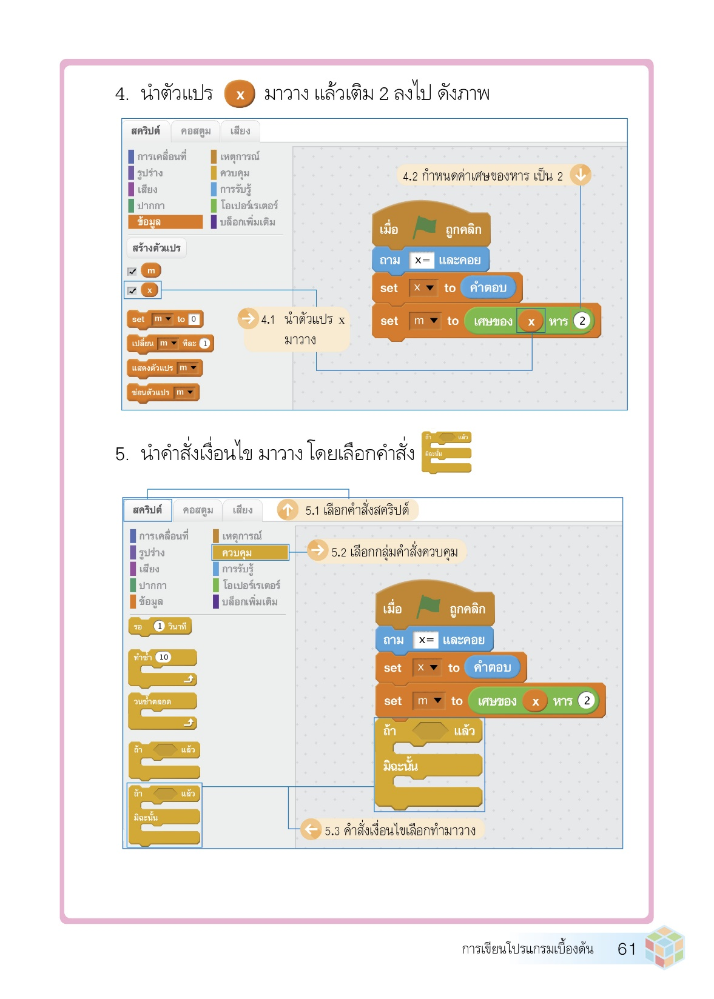 4. นำตัวแปร x มาวาง แล้วเติม 2 ลงไป ดังภาพ
สคริปต์ คอสตูม เสียง
การเคลื่อนที่ เหตุการณ์
รูปร่าง ควบคุม
เสียง การรับรู้
ปากกา โอเปอร์เรเตอร์
ข้อมูล บล็อกเพิ่มเติม
สร้างตัวแปร
m
x
set m to 0
เปลี่ยน m ทีละ 1
แสดงตัวแปร m
ซ่อนตัวแปร m
4.1 นำตัวแปร x
มาวาง
4.2 กำหนดค่าเศษของหาร เป็น 2
เมื่อ ถูกคลิก
ถาม x= และคอย
set x to คำตอบ
set m to เศษของ x หาร 2
5. นำคำสั่งเงื่อนไข มาวาง โดยเลือกคำสั่ง ถ้า แล้ว
มิฉะนั้น
สคริปต์ คอสตูม เสียง
5.1 เลือกคำสั่งสคริปต์
การเคลื่อนที่ เหตุการณ์
รูปร่าง ควบคุม
เสียง การรับรู้
ปากกา โอเปอร์เรเตอร์
ข้อมูล บล็อกเพิ่มเติม
5.2 เลือกกลุ่มคำสั่งควบคุม
รอ 1 วินาที
ทำซ้ำ 10
วนซ้ำตลอด
ถ้า แล้ว
ถ้า แล้ว
มิฉะนั้น
เมื่อ ถูกคลิก
ถาม x= และคอย
set x to คำตอบ
set m to เศษของ x หาร 2
ถ้า แล้ว
มิฉะนั้น
5.3 คำสั่งเงื่อนไขเลือกทำมาวาง
การเขียนโปรแกรมเบื้องต้น 61